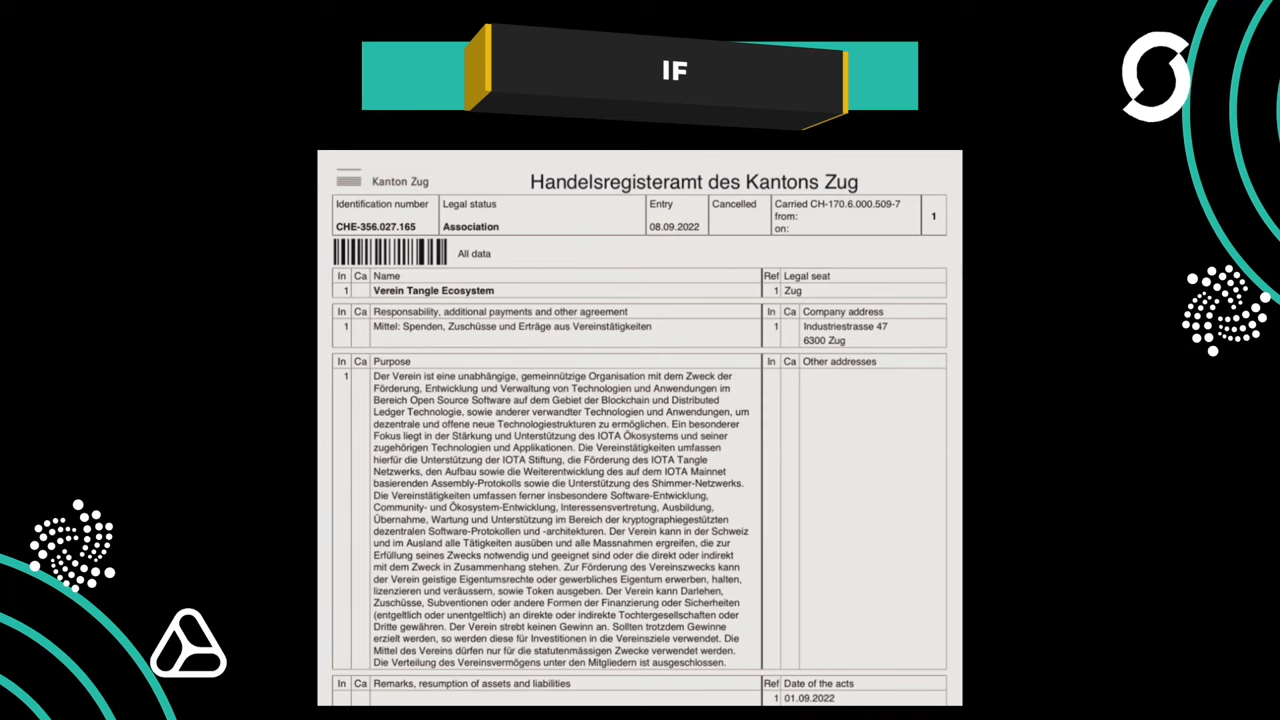 IF
Kanton Zug
Handelsregisteramt des Kantons Zug
Identification number Legal status Entry Cancelled Carried CH-170.6.000.509-7
from:
on:
1
CHE-356.027.165 Association 08.09.2022
All data
In Ca Name Ref Legal seat
1 Verein Tangle Ecosystem 1 Zug
In Ca Responsability, additional payments and other agreement In Ca Company address
1 Mittel: Spenden, Zuschüsse und Erträge aus Vereinstätigkeiten 1 Industriestrasse 47
6300 Zug
In Ca Purpose In Ca Other addresses
1 Der Verein ist eine unabhängige, gemeinnützige Organisation mit dem Zweck der
Förderung, Entwicklung und Verwaltung von Technologien und Anwendungen im
Bereich Open Source Software auf dem Gebiet der Blockchain und Distributed
Ledger Technologie, sowie anderer verwandter Technologien und Anwendungen, um
dezentrale und offene neue Technologiestrukturen zu ermöglichen. Ein besonderer
Fokus liegt in der Stärkung und Unterstützung des IOTA Ökosystems und seiner
zugehörigen Technologien und Applikationen. Die Vereinstätigkeiten umfassen
hierfür die Unterstützung der IOTA Stiftung, die Förderung des IOTA Tangle
Netzwerks, den Aufbau sowie die Weiterentwicklung des auf dem IOTA Mainnet
basierenden Assembly-Protokolls sowie die Unterstützung des Shimmer-Netzwerks.
Die Vereinstätigkeiten umfassen ferner insbesondere Software-Entwicklung,
Community- und Ökosystem-Entwicklung, Interessensvertretung, Ausbildung,
Übernahme, Wartung und Unterstützung im Bereich der kryptographiegestützten
dezentralen Software-Protokollen und -architekturen. Der Verein kann in der Schweiz
und im Ausland alle Tätigkeiten ausüben und alle Massnahmen ergreifen, die zur
Erfüllung seines Zwecks notwendig und geeignet sind oder die direkt oder indirekt
mit dem Zweck in Zusammenhang stehen. Zur Förderung des Vereinszwecks kann
der Verein geistige Eigentumsrechte oder gewerbliches Eigentum erwerben, halten,
lizenzieren und veräussern, sowie Token ausgeben. Der Verein kann Darlehen,
Zuschüsse, Subventionen oder andere Formen der Finanzierung oder Sicherheiten
(entgeltlich oder unentgeltlich) an direkte oder indirekte Tochtergesellschaften oder
Dritte gewähren. Der Verein strebt keinen Gewinn an. Sollten trotzdem Gewinne
erzielt werden, so werden diese für Investitionen in die Vereinsziele verwendet. Die
Mittel des Vereins dürfen nur für die statutenmässigen Zwecke verwendet werden.
Die Verteilung des Vereinsvermögens unter den Mitgliedern ist ausgeschlossen.
In Ca Remarks, resumption of assets and liabilities Ref Date of the acts
1 01.09.2022